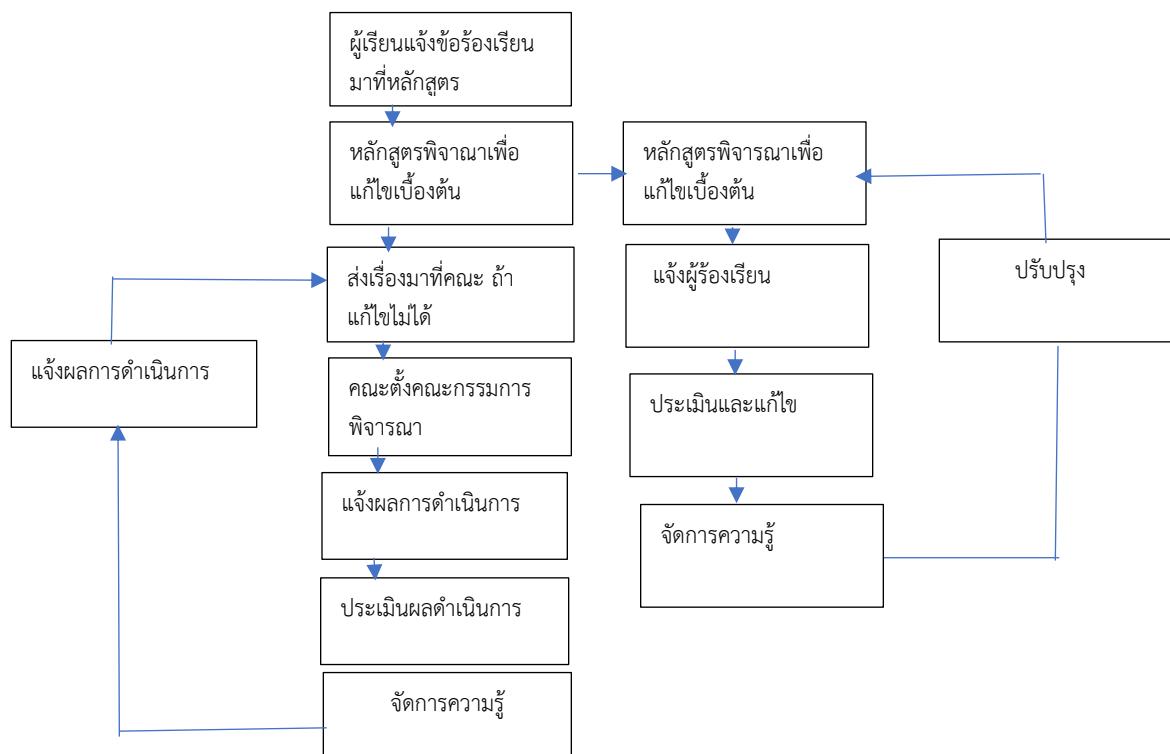 ผู้เรียนแจ้งข้อร้องเรียน
มาที่หลักสูตร
หลักสูตรพิจาณาเพื่อ
แก้ไขเบื้องต้น
หลักสูตรพิจารณาเพื่อ
แก้ไขเบื้องต้น
ส่งเรื่องมาที่คณะ ถ้า
แก้ไขไม่ได้
แจ้งผู้ร้องเรียน
ปรับปรุง
แจ้งผลการดำเนินการ
คณะตั้งคณะกรรมการ
พิจารณา
ประเมินและแก้ไข
แจ้งผลการดำเนินการ
จัดการความรู้
ประเมินผลดำเนินการ
จัดการความรู้